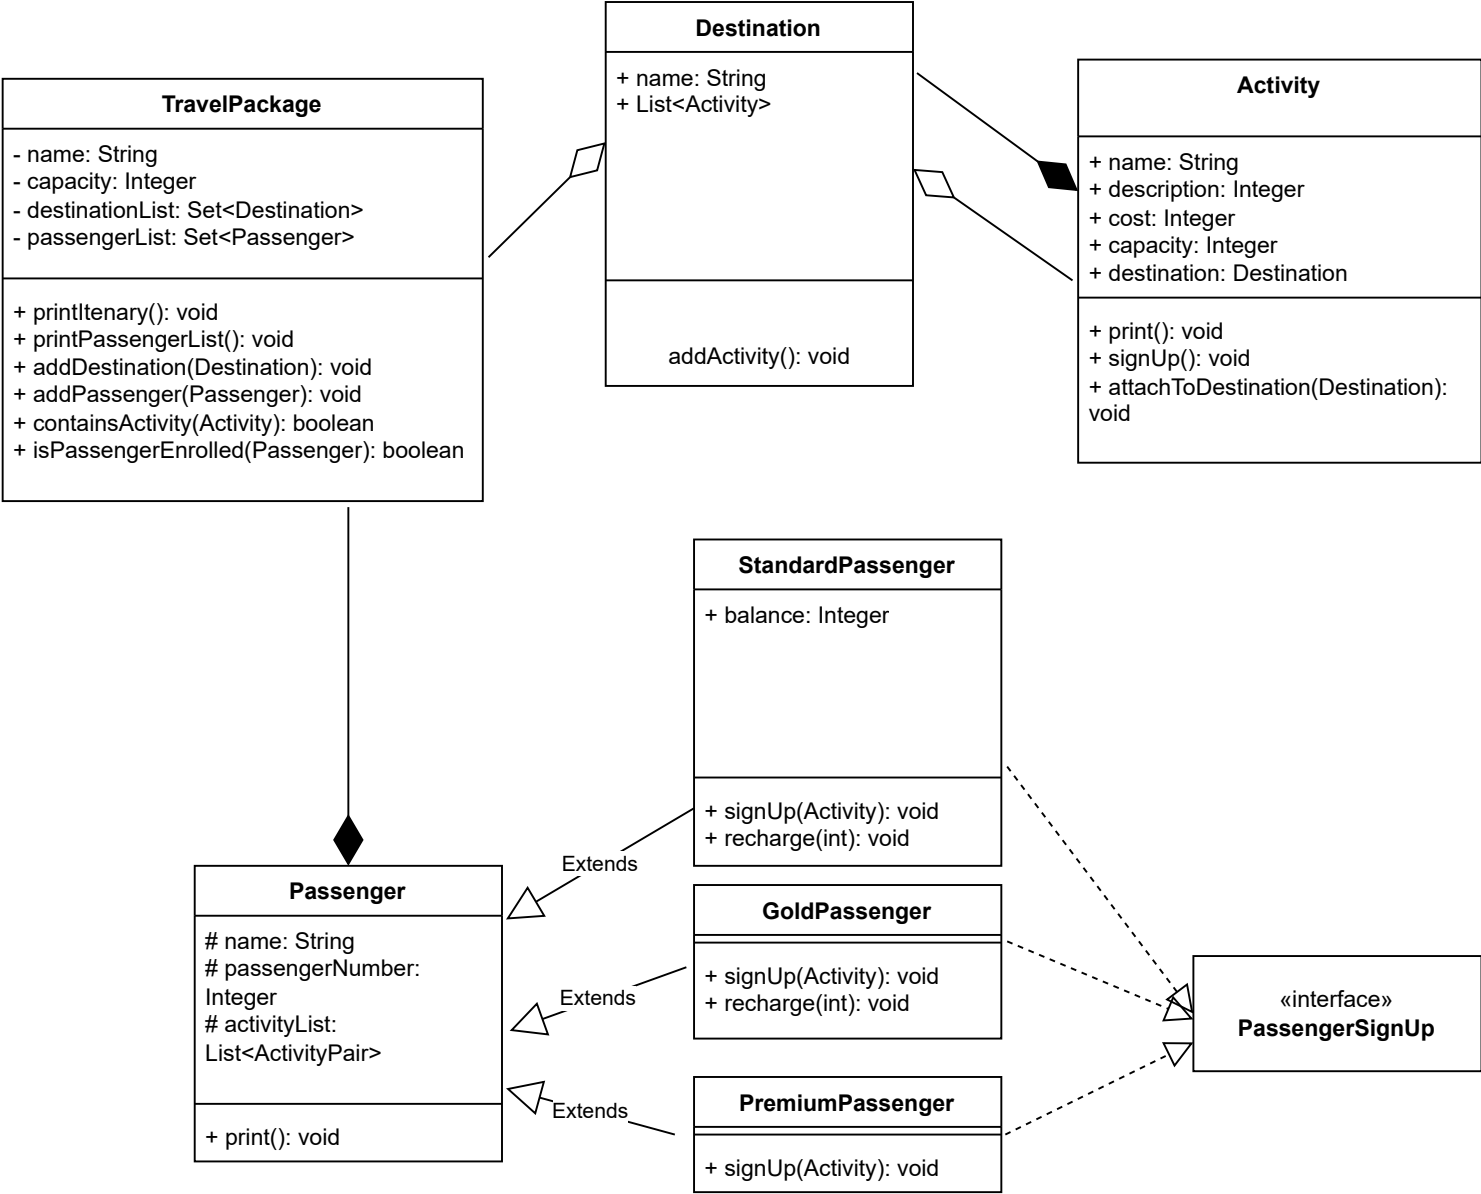 Destination
+ name: String
+ List<Activity>
addActivity(): void
TravelPackage
- name: String
- capacity: Integer
- destinationList: Set<Destination>
- passengerList: Set<Passenger>
+ printItenary(): void
+ printPassengerList(): void
+ addDestination(Destination): void
+ addPassenger(Passenger): void
+ containsActivity(Activity): boolean
+ isPassengerEnrolled(Passenger): boolean
Activity
+ name: String
+ description: Integer
+ cost: Integer
+ capacity: Integer
+ destination: Destination
+ print(): void
+ signUp(): void
+ attachToDestination(Destination):
void
StandardPassenger
+ balance: Integer
+ signUp(Activity): void
+ recharge(int): void
Extends
Passenger
# name: String
# passengerNumber:
Integer
# activityList:
List<ActivityPair>
+ print(): void
GoldPassenger
+ signUp(Activity): void
+ recharge(int): void
Extends
«interface»
PassengerSignUp
PremiumPassenger
+ signUp(Activity): void
Extends